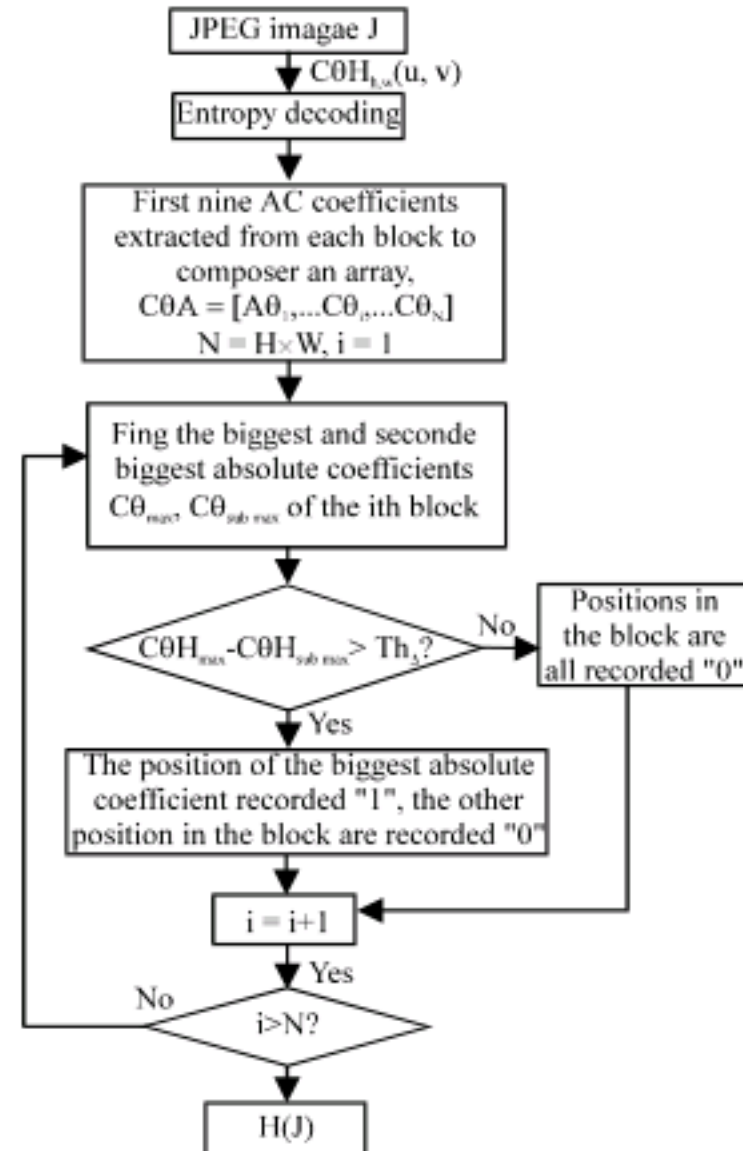 JPEG imagae J
CθH_h,w(u, v)
Entropy decoding
First nine AC coefficients
extracted from each block to
composer an array,
CθA = [Aθ_1,...Cθ_i,...Cθ_N]
N = H×W, i = 1
Fing the biggest and seconde
biggest absolute coefficients
Cθ_max, Cθ_sub max of the ith block
CθH_max-CθH_sub max> Th_Δ?
No
Positions in
the block are
all recorded "0"
Yes
The position of the biggest absolute
coefficient recorded "1", the other
position in the block are recorded "0"
i = i+1
Yes
No
i>N?
H(J)